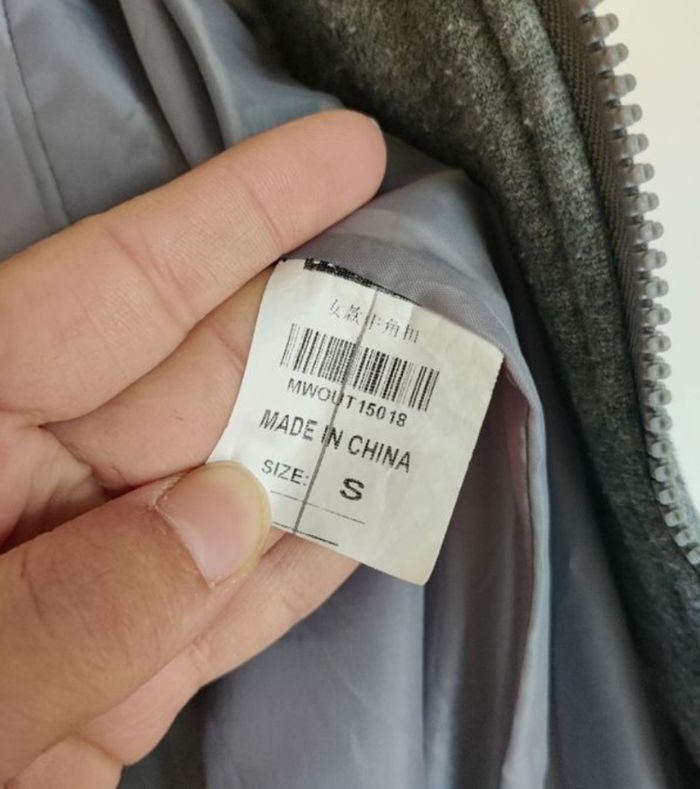 女款牛角扣
MWOUT15018
MADE IN CHINA
SIZE: S